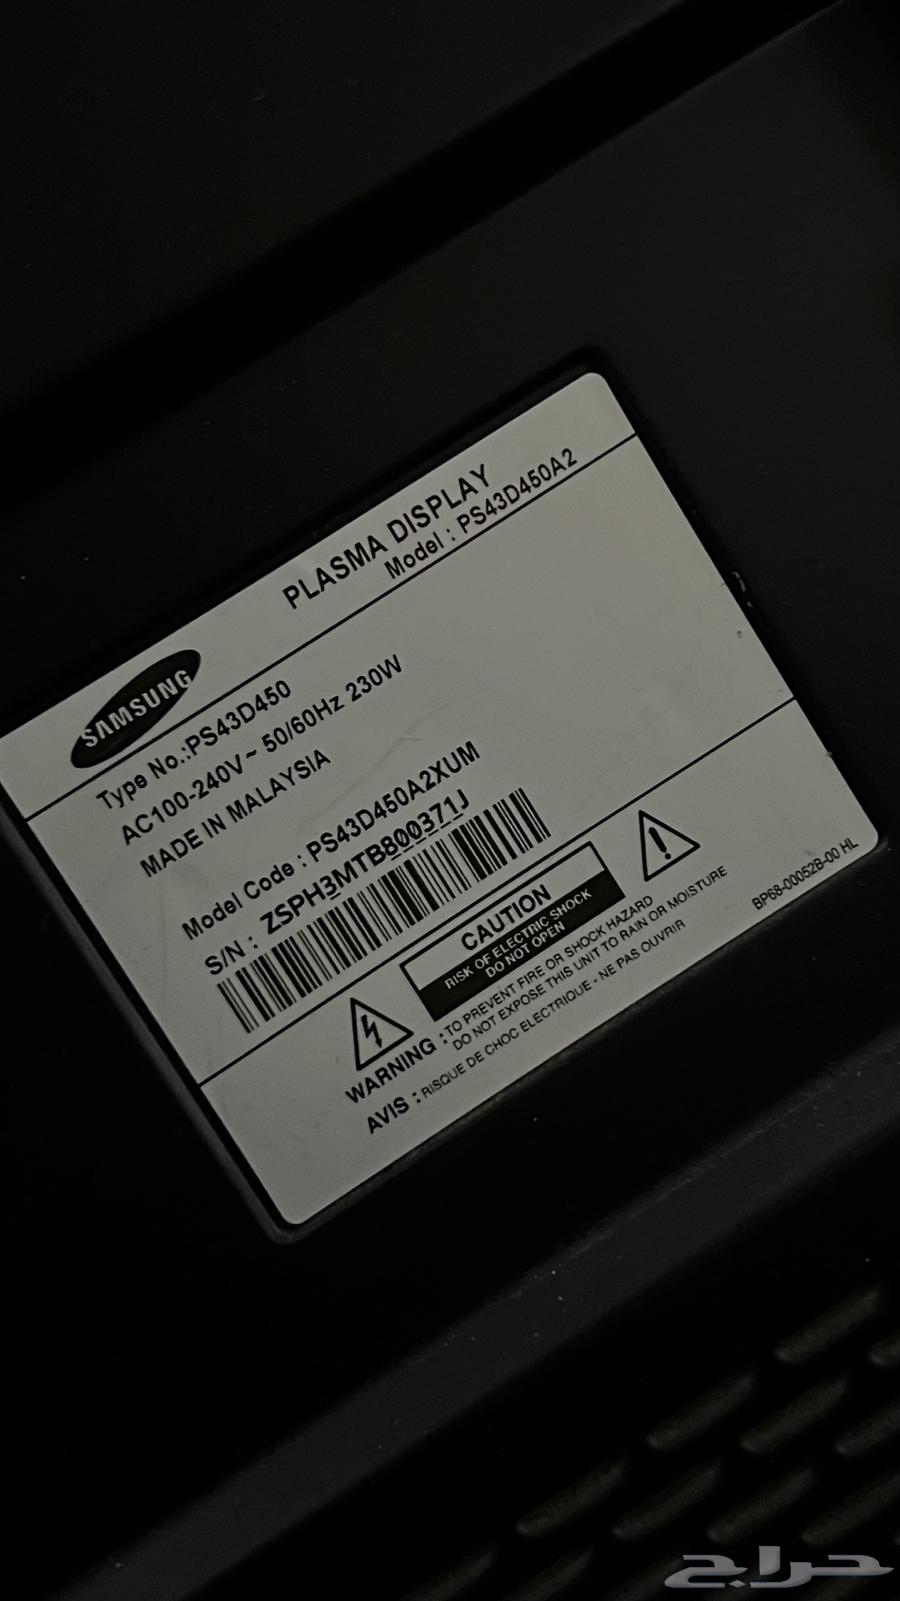 PLASMA DISPLAY
Model : PS43D450A2
SAMSUNG
Type No.:PS43D450
AC100-240V~ 50/60Hz 230W
MADE IN MALAYSIA
Model Code : PS43D450A2XUM
S/N : ZSPH3MTB800371J
CAUTION
RISK OF ELECTRIC SHOCK
DO NOT OPEN
WARNING : TO PREVENT FIRE OR SHOCK HAZARD
DO NOT EXPOSE THIS UNIT TO RAIN OR MOISTURE
AVIS : RISQUE DE CHOC ELECTRIQUE - NE PAS OUVRIR
BP68-00052B-00 HL
حراج